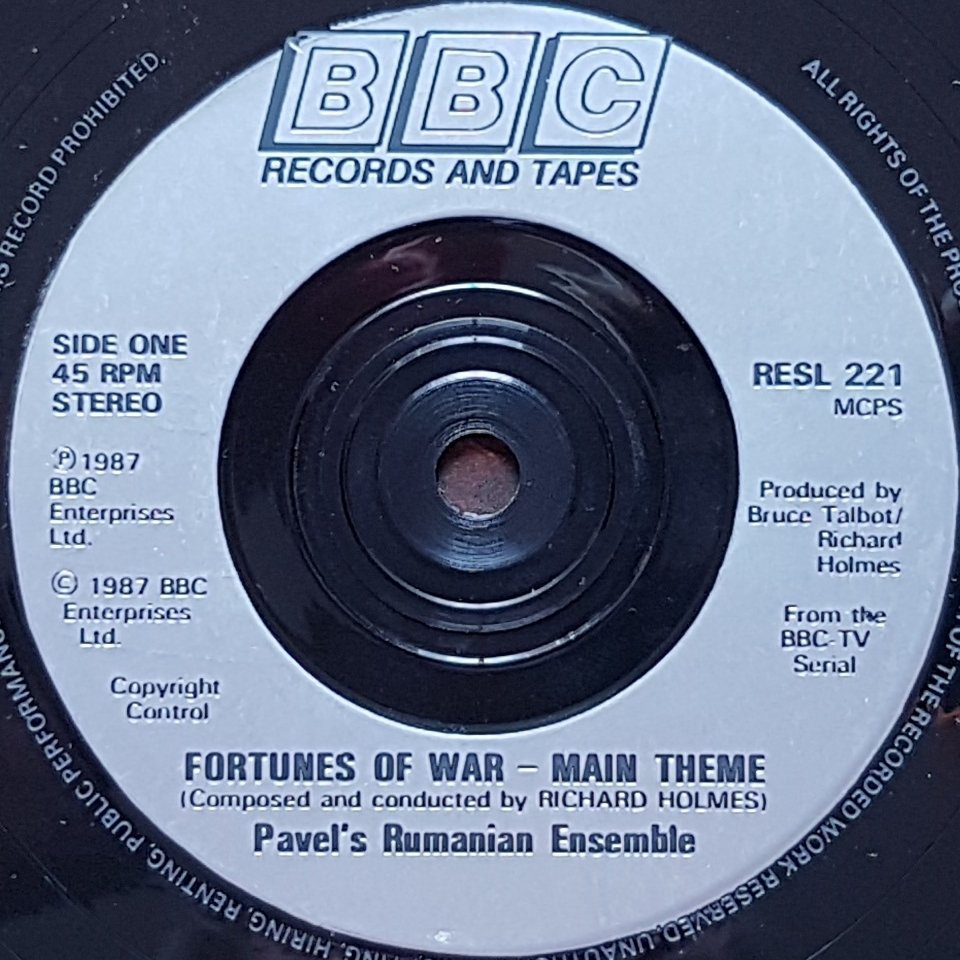 BBC
RECORDS AND TAPES
SIDE ONE
45 RPM
STEREO
℗ 1987
BBC
Enterprises
Ltd.
© 1987 BBC
Enterprises
Ltd.
Copyright
Control
RESL 221
MCPS
Produced by
Bruce Talbot/
Richard
Holmes
From the
BBC-TV
Serial
FORTUNES OF WAR – MAIN THEME
(Composed and conducted by RICHARD HOLMES)
Pavel's Rumanian Ensemble
ALL RIGHTS OF THE
OF THE RECORDED WORK RESERVED.
HIRING, RENTING, PUBLIC
RECORD PROHIBITED.